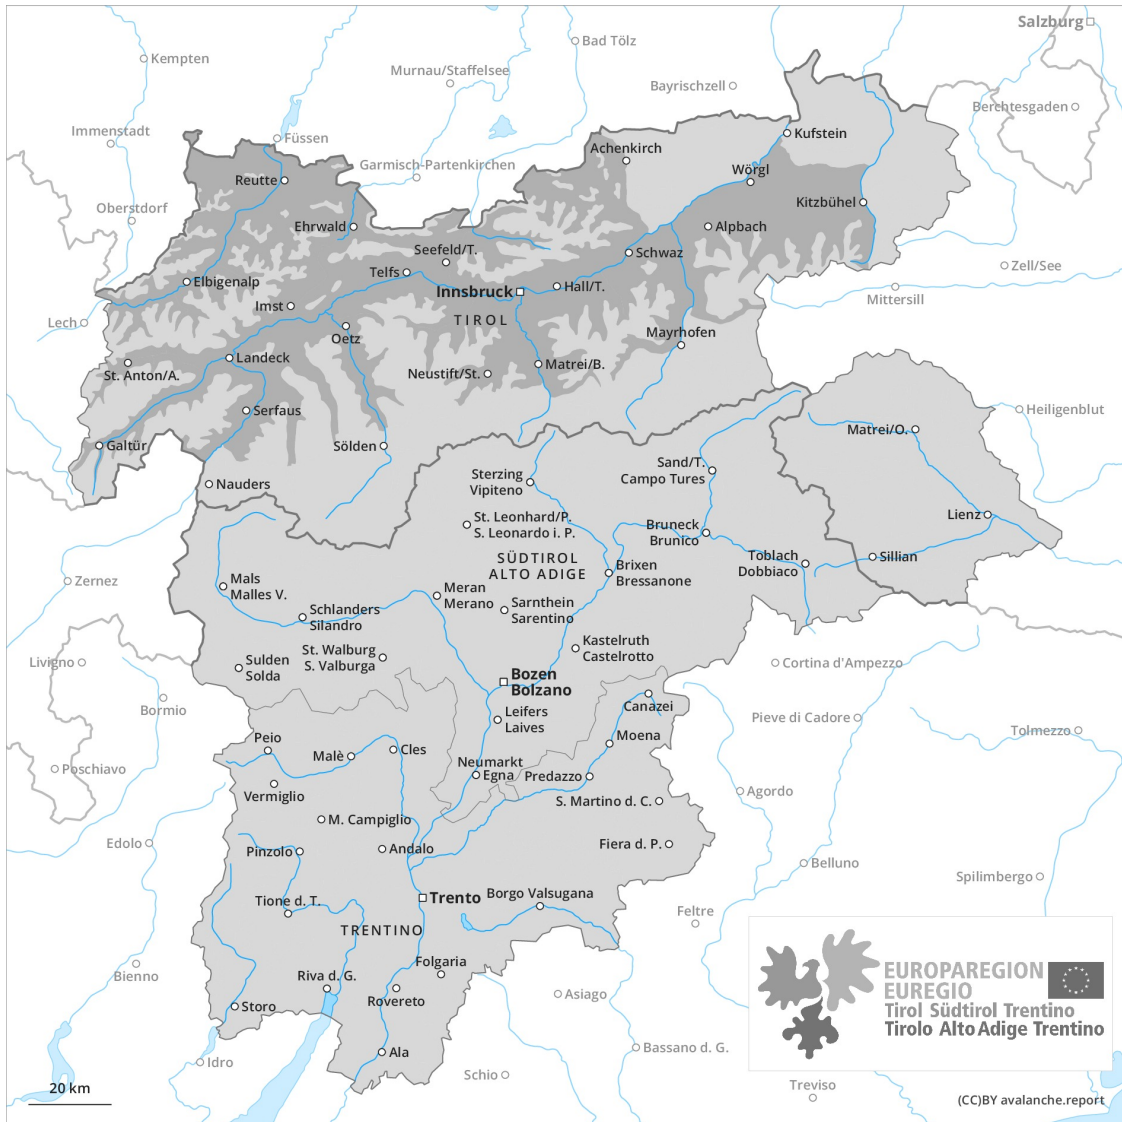 Salzburg
Bad Tölz
Kempten
Murnau/Staffelsee
Bayrischzell
Berchtesgaden
Immenstadt
Füssen
Kufstein
Achenkirch
Garmisch-Partenkirchen
Wörgl
Reutte
Kitzbühel
Oberstdorf
Ehrwald
Alpbach
Seefeld/T.
Schwaz
Telfs
Zell/See
Elbigenalp
Hall/T.
Innsbruck
Mittersill
Imst
TIROL
Lech
Oetz
Mayrhofen
Landeck
Matrei/B.
St. Anton/A.
Neustift/St.
Serfaus
Heiligenblut
Matrei/O.
Galtür
Sölden
Sand/T.
Campo Tures
Sterzing
Vipiteno
Nauders
Lienz
St. Leonhard/P.
S. Leonardo i. P.
Bruneck
Brunico
SÜDTIROL
ALTO ADIGE
Toblach
Dobbiaco
Sillian
Brixen
Bressanone
Zernez
Mals
Malles V.
Meran
Merano
Sarnthein
Sarentino
Schlanders
Silandro
Kastelruth
Castelrotto
St. Walburg
S. Valburga
Livigno
Sulden
Solda
Cortina d'Ampezzo
Bozen
Bolzano
Canazei
Bormio
Leifers
Laives
Pieve di Cadore
Tolmezzo
Peio
Moena
Malè
Cles
Neumarkt
Egna
Predazzo
Poschiavo
Vermiglio
Agordo
S. Martino d. C.
M. Campiglio
Edolo
Fiera d. P.
Pinzolo
Andalo
Belluno
Spilimbergo
Trento
Borgo Valsugana
Tione d. T.
Feltre
TRENTINO
Folgaria
Bienno
Riva d. G.
EUROPAREGION
EUREGIO
Tirol Südtirol Trentino
Tirolo Alto Adige Trentino
Rovereto
Asiago
Storo
Bassano d. G.
Ala
Idro
Schio
Treviso
20 km
(CC)BY avalanche.report